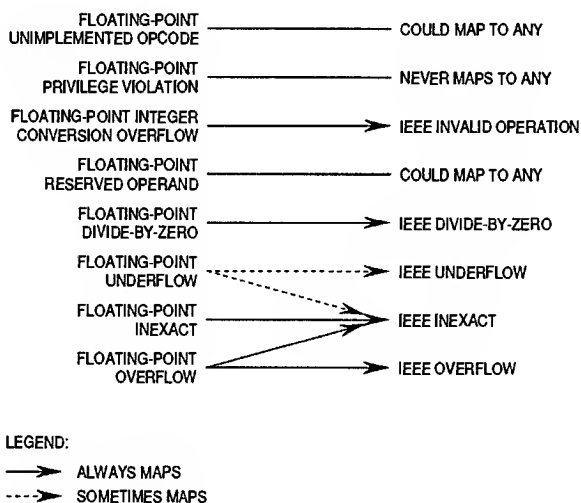 FLOATING-POINT
UNIMPLEMENTED OPCODE
COULD MAP TO ANY
FLOATING-POINT
PRIVILEGE VIOLATION
NEVER MAPS TO ANY
FLOATING-POINT INTEGER
CONVERSION OVERFLOW
IEEE INVALID OPERATION
FLOATING-POINT
RESERVED OPERAND
COULD MAP TO ANY
FLOATING-POINT
DIVIDE-BY-ZERO
IEEE DIVIDE-BY-ZERO
FLOATING-POINT
UNDERFLOW
IEEE UNDERFLOW
FLOATING-POINT
INEXACT
IEEE INEXACT
FLOATING-POINT
OVERFLOW
IEEE OVERFLOW
LEGEND:
ALWAYS MAPS
SOMETIMES MAPS